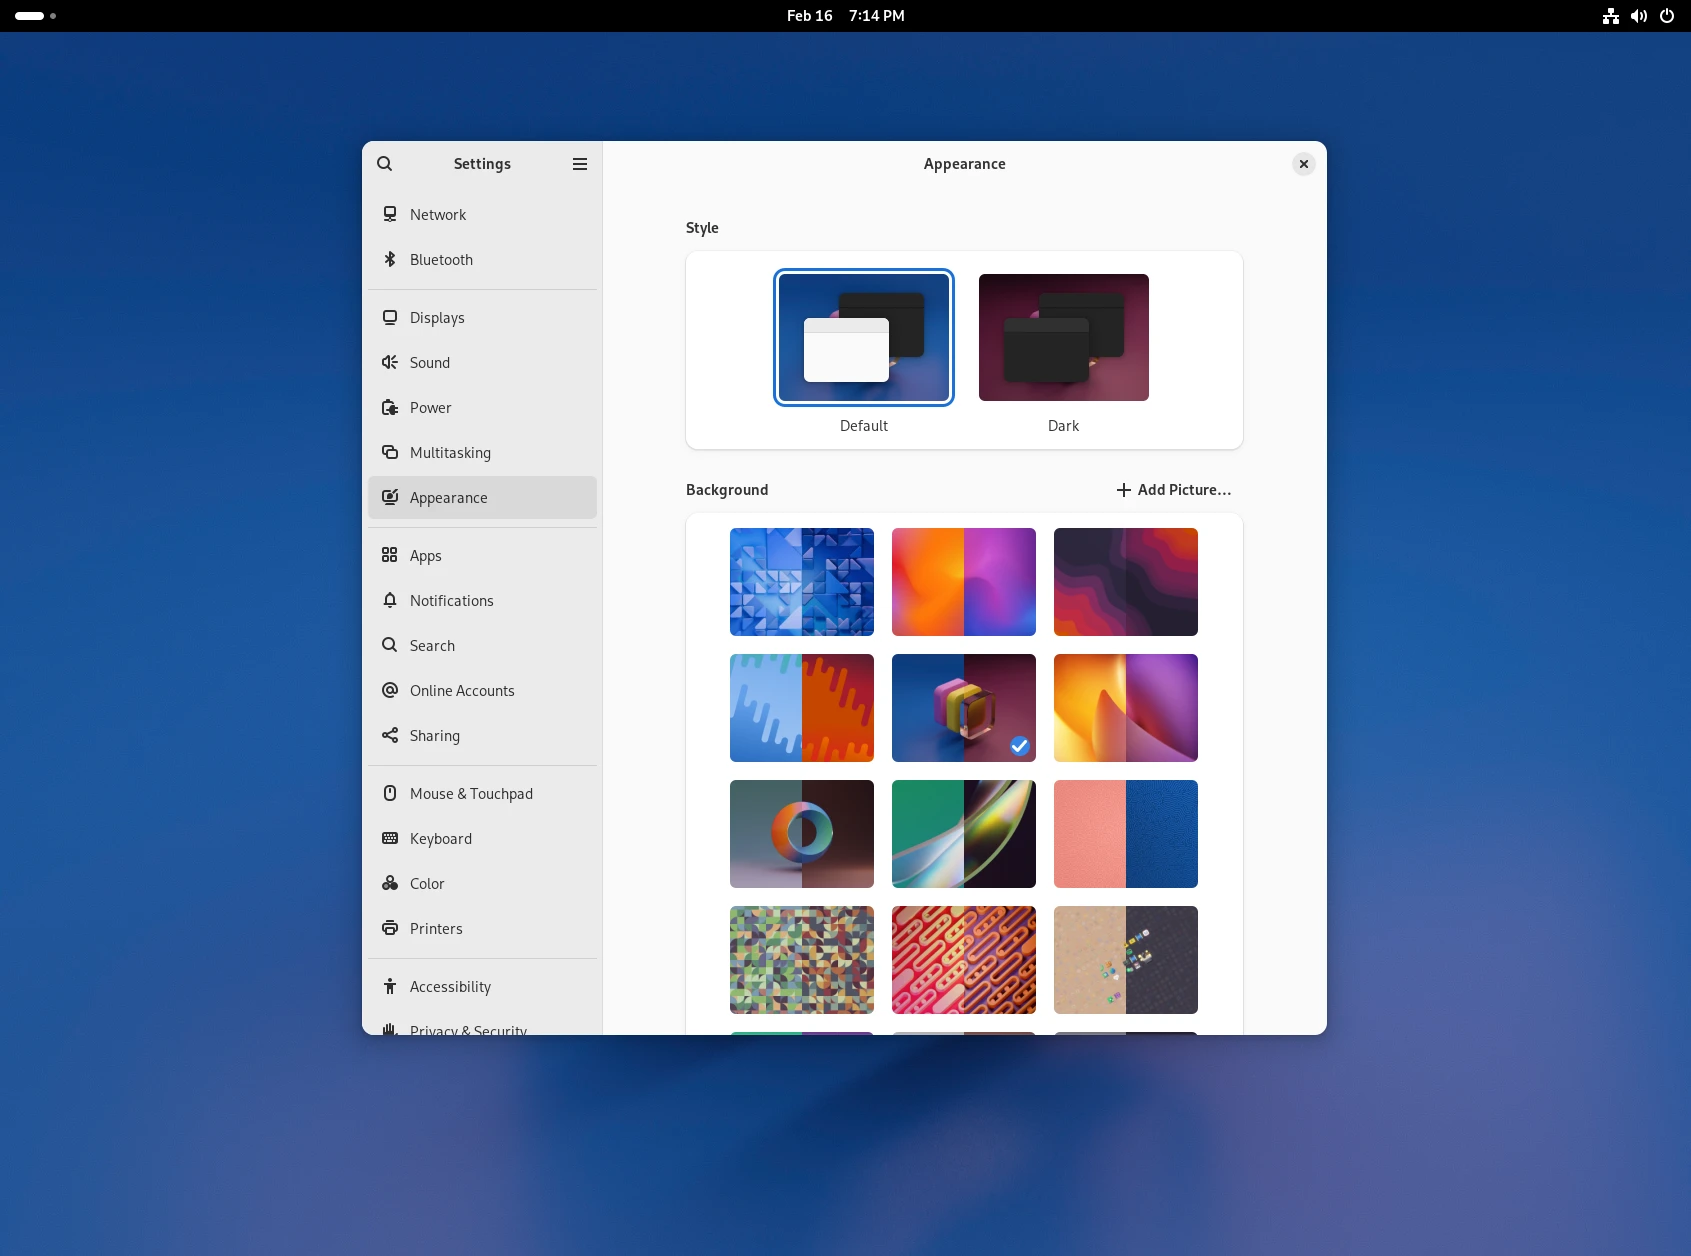 Feb 16 7:14 PM
Settings
Appearance
Network
Bluetooth
Displays
Sound
Power
Multitasking
Appearance
Apps
Notifications
Search
Online Accounts
Sharing
Mouse & Touchpad
Keyboard
Color
Printers
Accessibility
Privacy & Security
Style
Default
Dark
Background
Add Picture...